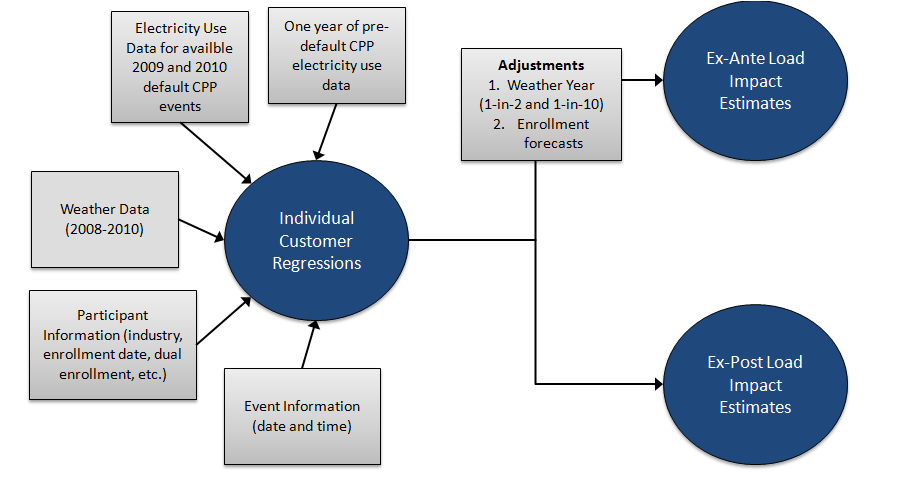 Electricity Use
Data for availble
2009 and 2010
default CPP
events
One year of pre-
default CPP
electricity use
data
Adjustments
1. Weather Year
(1-in-2 and 1-in-10)
2. Enrollment
forecasts
Ex-Ante Load
Impact
Estimates
Weather Data
(2008-2010)
Individual
Customer
Regressions
Participant
Information (industry,
enrollment date, dual
enrollment, etc.)
Event Information
(date and time)
Ex-Post Load
Impact
Estimates